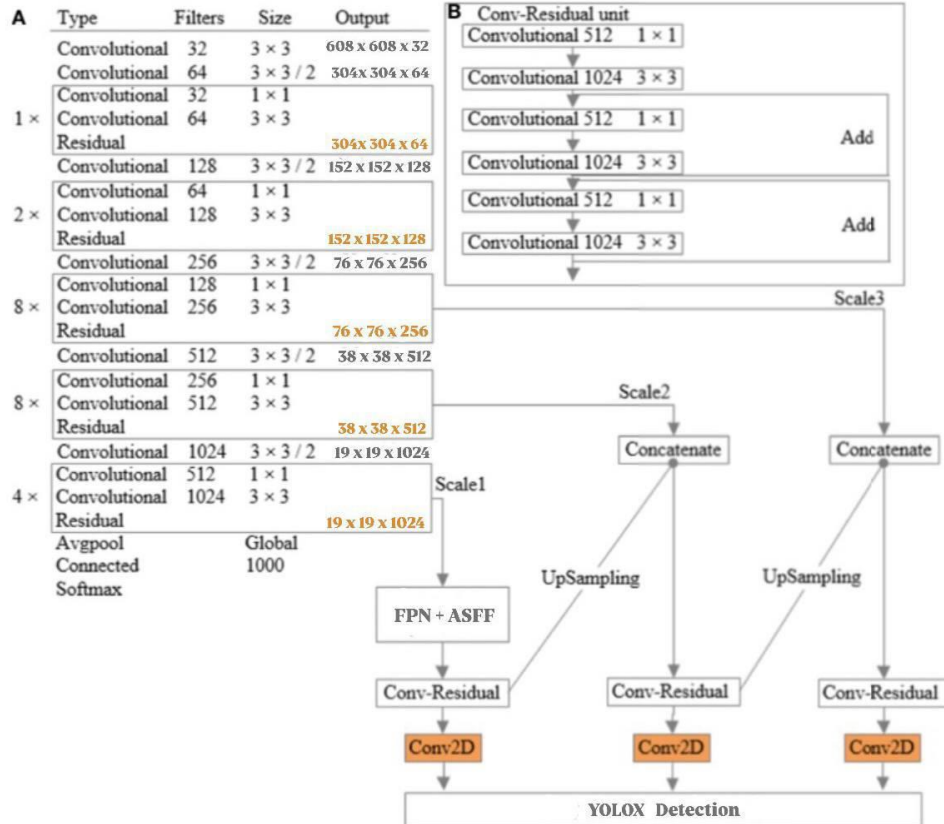 A Type Filters Size Output
Convolutional 32 3 × 3 608 x 608 x 32
Convolutional 64 3 × 3 / 2 304x 304 x 64
Convolutional 32 1 × 1
1 × Convolutional 64 3 × 3
Residual 304x 304 x 64
Convolutional 128 3 × 3 / 2 152 x 152 x 128
Convolutional 64 1 × 1
2 × Convolutional 128 3 × 3
Residual 152 x 152 x 128
Convolutional 256 3 × 3 / 2 76 x 76 x 256
Convolutional 128 1 × 1
8 × Convolutional 256 3 × 3
Residual 76 x 76 x 256
Convolutional 512 3 × 3 / 2 38 x 38 x 512
Convolutional 256 1 × 1
8 × Convolutional 512 3 × 3
Residual 38 x 38 x 512
Convolutional 1024 3 × 3 / 2 19 x 19 x 1024
Convolutional 512 1 × 1
4 × Convolutional 1024 3 × 3
Residual 19 x 19 x 1024
Avgpool Global
Connected 1000
Softmax
B Conv-Residual unit
Convolutional 512 1 × 1
Convolutional 1024 3 × 3
Convolutional 512 1 × 1
Add
Convolutional 1024 3 × 3
Convolutional 512 1 × 1
Add
Convolutional 1024 3 × 3
Scale3
Scale2
Concatenate Concatenate
Scale1
UpSampling UpSampling
FPN + ASFF
Conv-Residual Conv-Residual Conv-Residual
Conv2D Conv2D Conv2D
YOLOX Detection